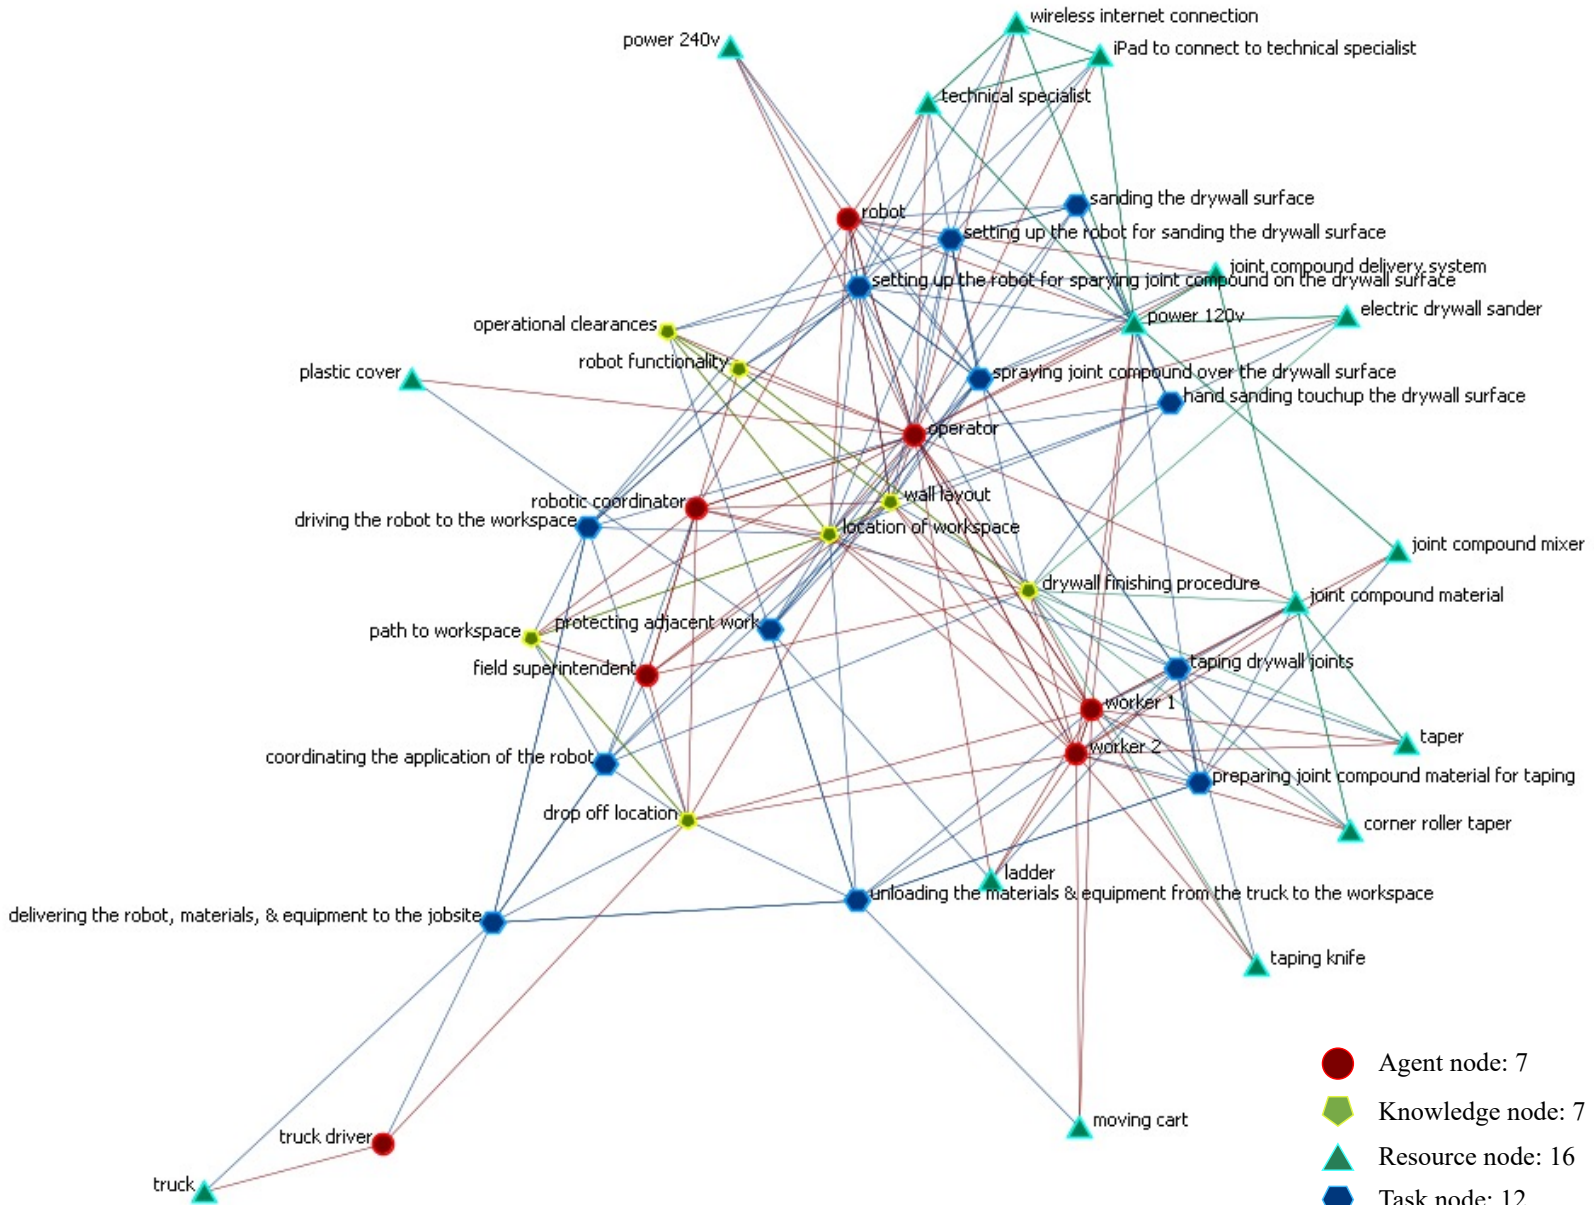 wireless internet connection
power 240v
iPad to connect to technical specialist
technical specialist
sanding the drywall surface
robot
setting up the robot for sanding the drywall surface
joint compound delivery system
setting up the robot for sparying joint compound on the drywall surface
electric drywall sander
power 120v
operational clearances
robot functionality
plastic cover
spraying joint compound over the drywall surface
hand sanding touchup the drywall surface
operator
wall layout
robotic coordinator
driving the robot to the workspace
location of workspace
joint compound mixer
drywall finishing procedure
joint compound material
path to workspace
protecting adjacent work
taping drywall joints
field superintendent
worker 1
taper
worker 2
coordinating the application of the robot
preparing joint compound material for taping
drop off location
corner roller taper
ladder
unloading the materials & equipment from the truck to the workspace
delivering the robot, materials, & equipment to the jobsite
taping knife
Agent node: 7
Knowledge node: 7
moving cart
truck driver
Resource node: 16
truck
Task node: 12